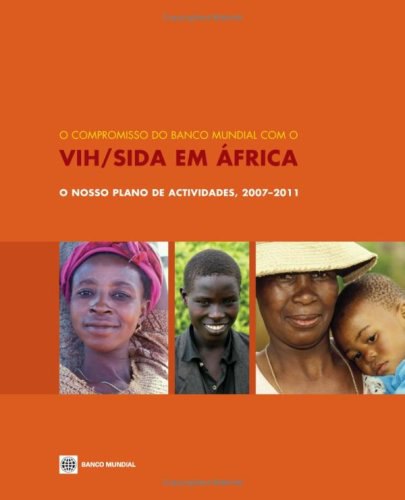 O COMPROMISSO DO BANCO MUNDIAL COM O
VIH/SIDA EM ÁFRICA
O NOSSO PLANO DE ACTIVIDADES, 2007–2011
BANCO MUNDIAL